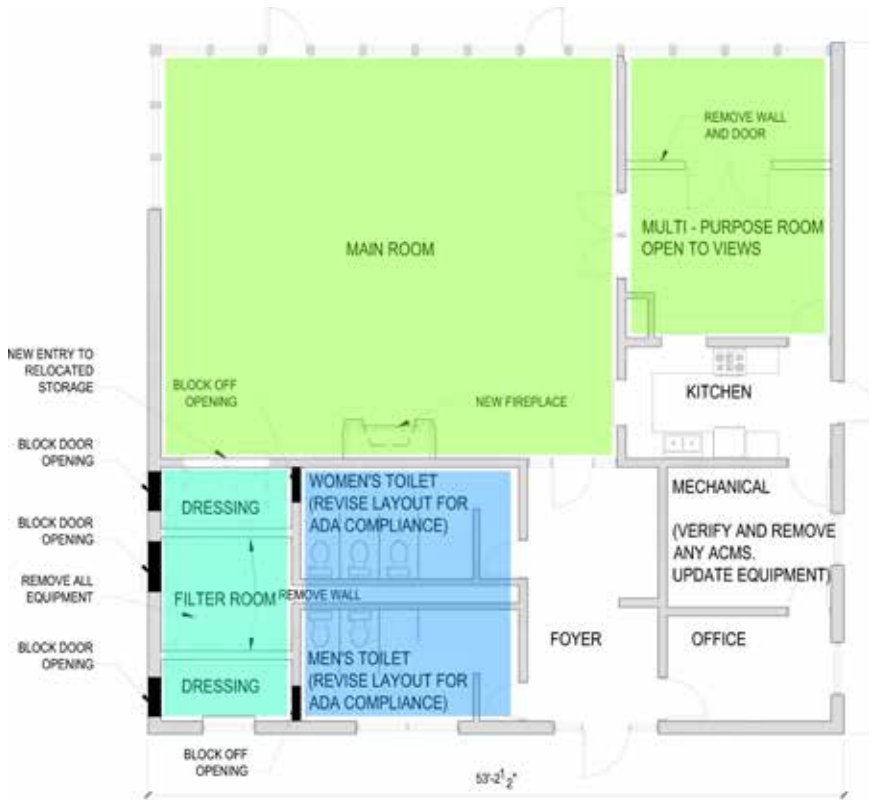 REMOVE WALL
AND DOOR
MAIN ROOM
MULTI - PURPOSE ROOM
OPEN TO VIEWS
NEW ENTRY TO
RELOCATED
STORAGE
BLOCK OFF
OPENING
NEW FIREPLACE
KITCHEN
BLOCK DOOR
OPENING
DRESSING
WOMEN'S TOILET
(REVISE LAYOUT FOR
ADA COMPLIANCE)
MECHANICAL
(VERIFY AND REMOVE
ANY ACMS.
UPDATE EQUIPMENT)
BLOCK DOOR
OPENING
REMOVE ALL
EQUIPMENT
FILTER ROOM
REMOVE WALL
BLOCK DOOR
OPENING
DRESSING
MEN'S TOILET
(REVISE LAYOUT FOR
ADA COMPLIANCE)
FOYER
OFFICE
BLOCK OFF
OPENING
53'-2 1/2"